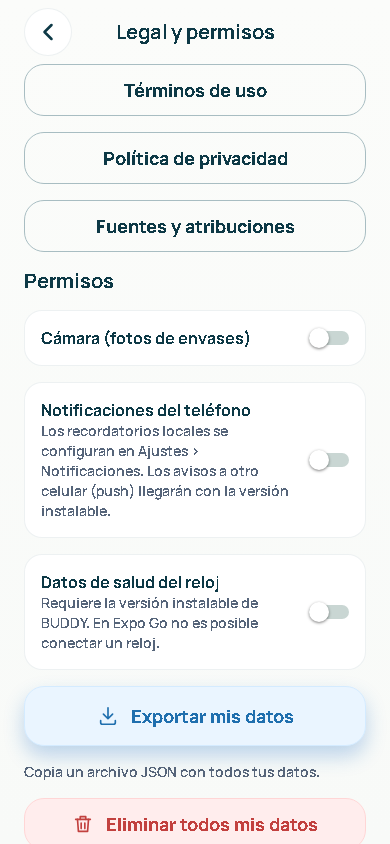 Legal y permisos
Términos de uso
Política de privacidad
Fuentes y atribuciones
Permisos
Cámara (fotos de envases)
Notificaciones del teléfono
Los recordatorios locales se
configuran en Ajustes >
Notificaciones. Los avisos a otro
celular (push) llegarán con la versión
instalable.
Datos de salud del reloj
Requiere la versión instalable de
BUDDY. En Expo Go no es posible
conectar un reloj.
Exportar mis datos
Copia un archivo JSON con todos tus datos.
Eliminar todos mis datos